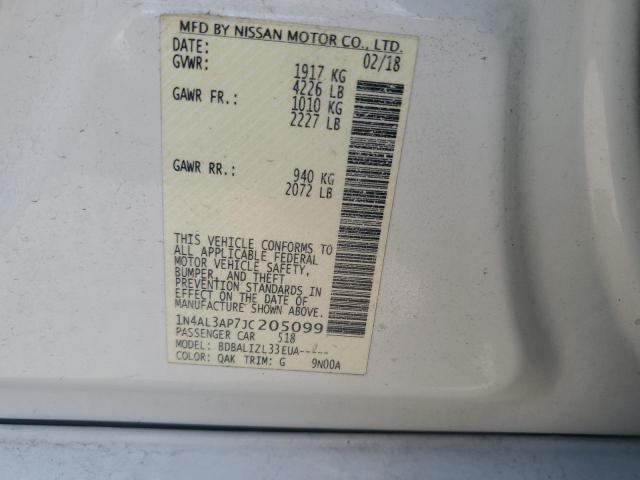 MFD BY NISSAN MOTOR CO., LTD.
DATE: 02/18
GVWR: 1917 KG
4226 LB
GAWR FR.: 1010 KG
2227 LB
GAWR RR.: 940 KG
2072 LB
THIS VEHICLE CONFORMS TO
ALL APPLICABLE FEDERAL
MOTOR VEHICLE SAFETY,
BUMPER, AND THEFT
PREVENTION STANDARDS IN
EFFECT ON THE DATE OF
MANUFACTURE SHOWN ABOVE.
1N4AL3AP7JC205099
PASSENGER CAR 518
MODEL: BDBALIZL33EUA-----
COLOR: QAK TRIM: G 9N00A